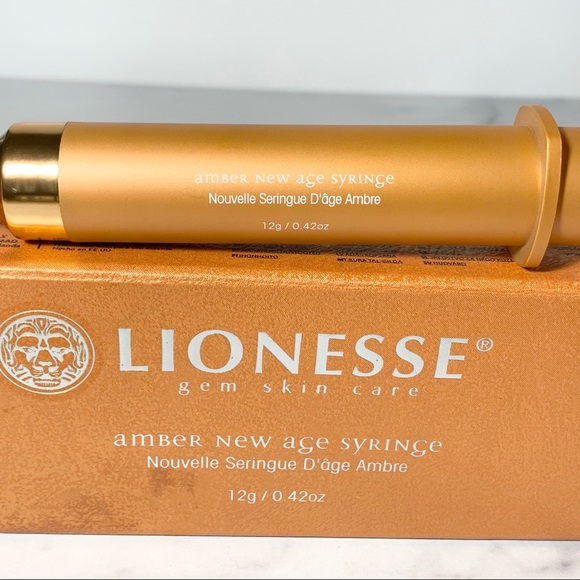 amber new age syringe
Nouvelle Seringue D'âge Ambre
12g / 0.42oz
LIONESSE®
gem skin care
amber new age syringe
Nouvelle Seringue D'âge Ambre
12g / 0.42oz